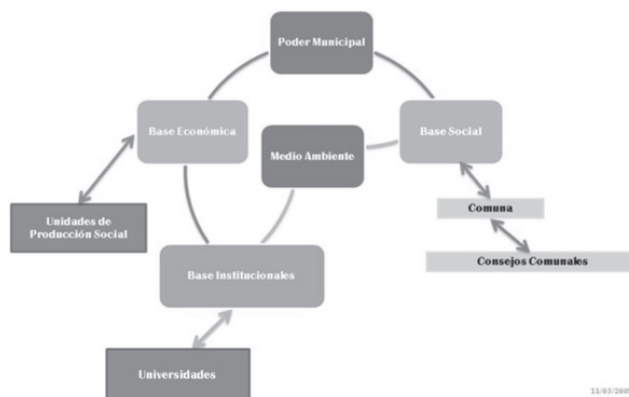 Poder Municipal
Base Económica
Base Social
Medio Ambiente
Unidades de
Producción Social
Comuna
Consejos Comunales
Base Institucionales
Universidades